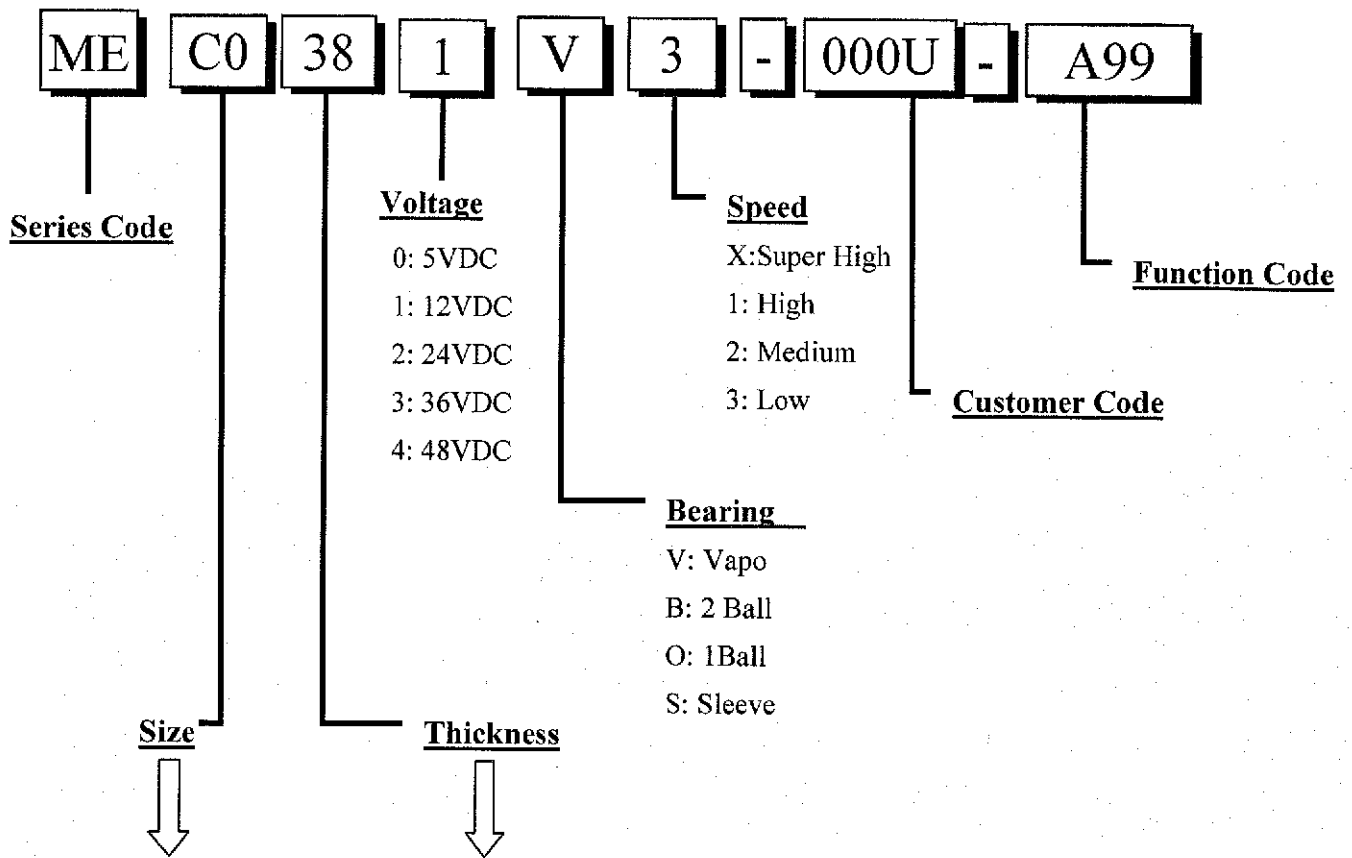 ME C0 38 1 V 3 - 000U - A99
Series Code
Voltage
0: 5VDC
1: 12VDC
2: 24VDC
3: 36VDC
4: 48VDC
Speed
X:Super High
1: High
2: Medium
3: Low
Function Code
Customer Code
Bearing
V: Vapo
B: 2 Ball
O: 1Ball
S: Sleeve
Size
Thickness